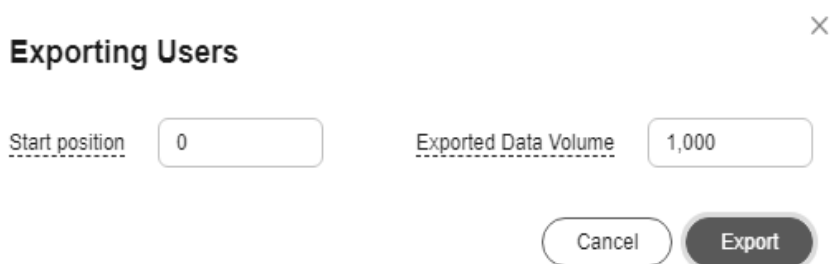 Exporting Users
Start position 0 Exported Data Volume 1,000
Cancel Export